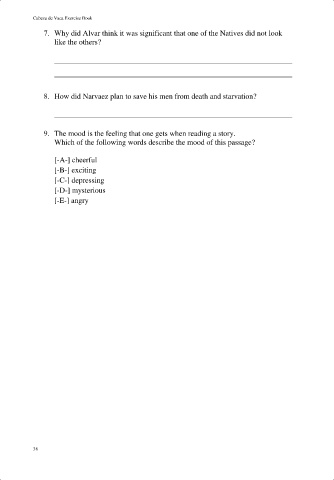 Cabeza de Vaca Exercise Book
7. Why did Alvar think it was significant that one of the Natives did not look
like the others?
8. How did Narvaez plan to save his men from death and starvation?
9. The mood is the feeling that one gets when reading a story.
Which of the following words describe the mood of this passage?
[-A-] cheerful
[-B-] exciting
[-C-] depressing
[-D-] mysterious
[-E-] angry